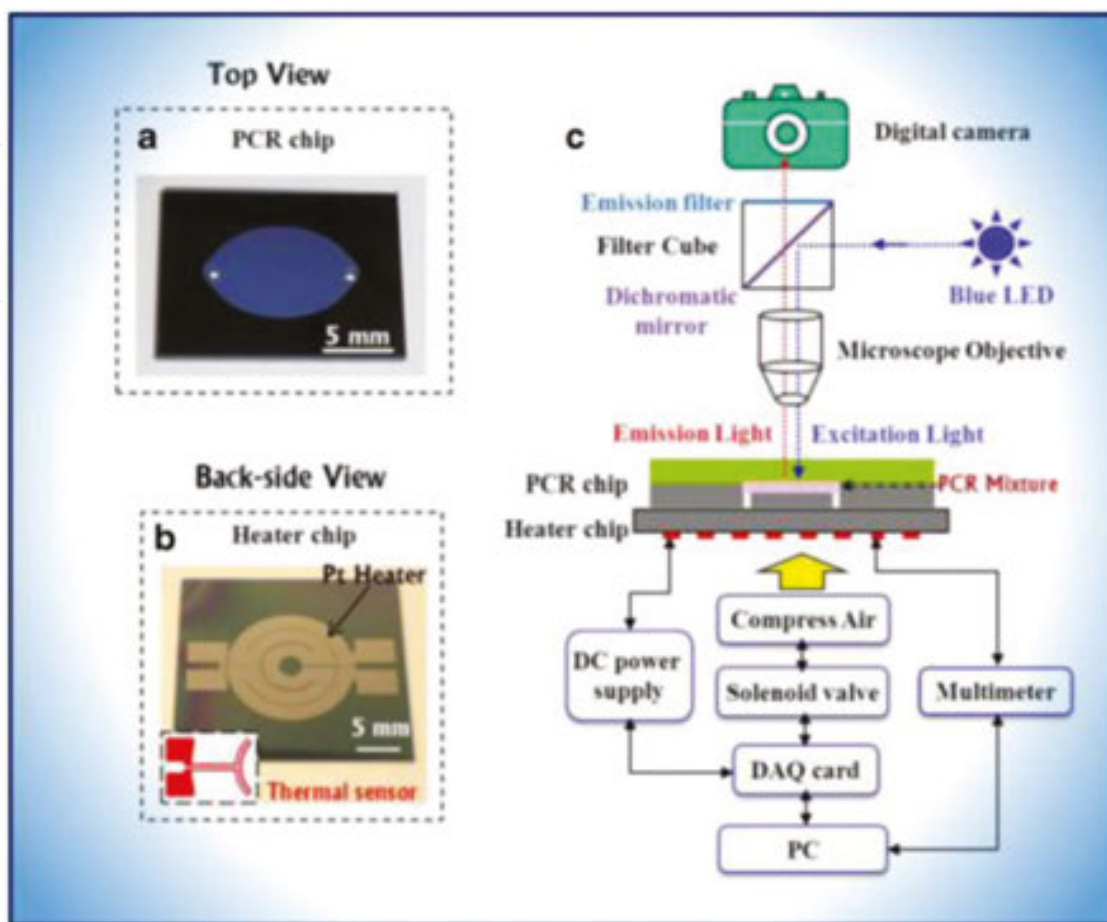 Top View
a
PCR chip
5 mm
Back-side View
b
Heater chip
Pt Heater
5 mm
Thermal sensor
c
Digital camera
Emission filter
Filter Cube
Dichromatic
mirror
Blue LED
Microscope Objective
Emission Light
Excitation Light
PCR chip
PCR Mixture
Heater chip
Compress Air
DC power
supply
Solenoid valve
Multimeter
DAQ card
PC